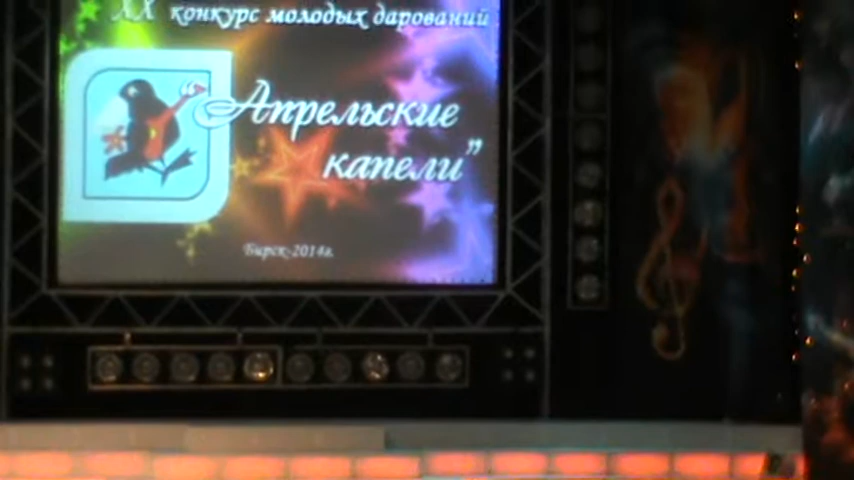 XX конкурс молодых дарований
"Апрельские
капели"
Бирск-2014г.